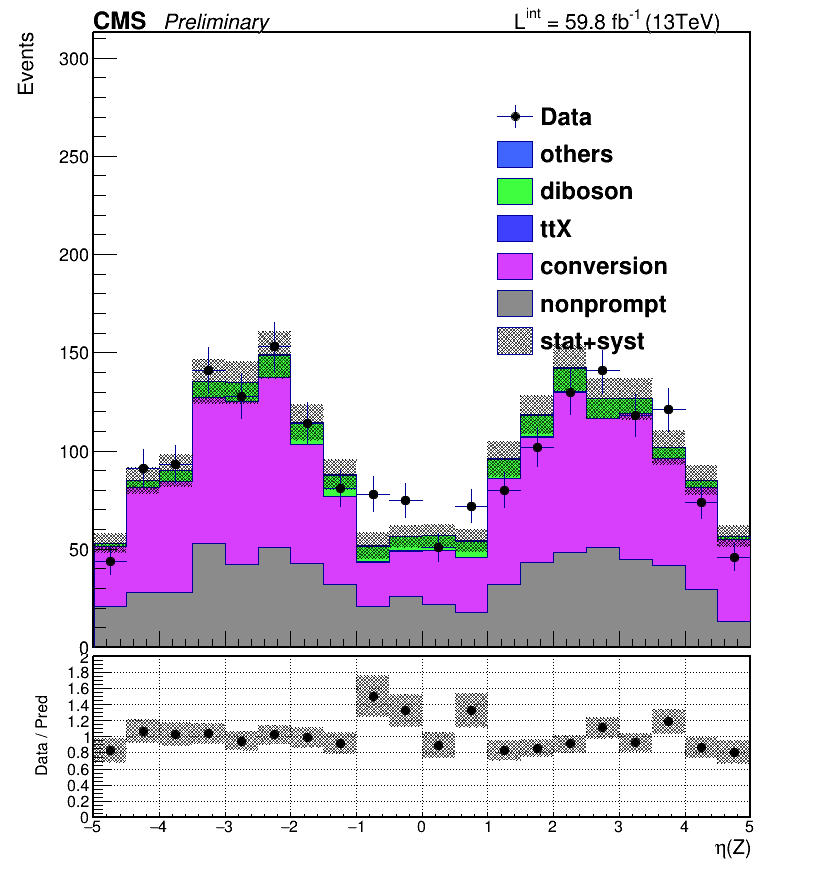 CMS Preliminary L^int = 59.8 fb^-1 (13TeV)
Events
300
250
200
150
100
50
0
Data
others
diboson
ttX
conversion
nonprompt
stat+syst
Data / Pred
2
1.8
1.6
1.4
1.2
1
0.8
0.6
0.4
0.2
0
−5 −4 −3 −2 −1 0 1 2 3 4 5
η(Z)